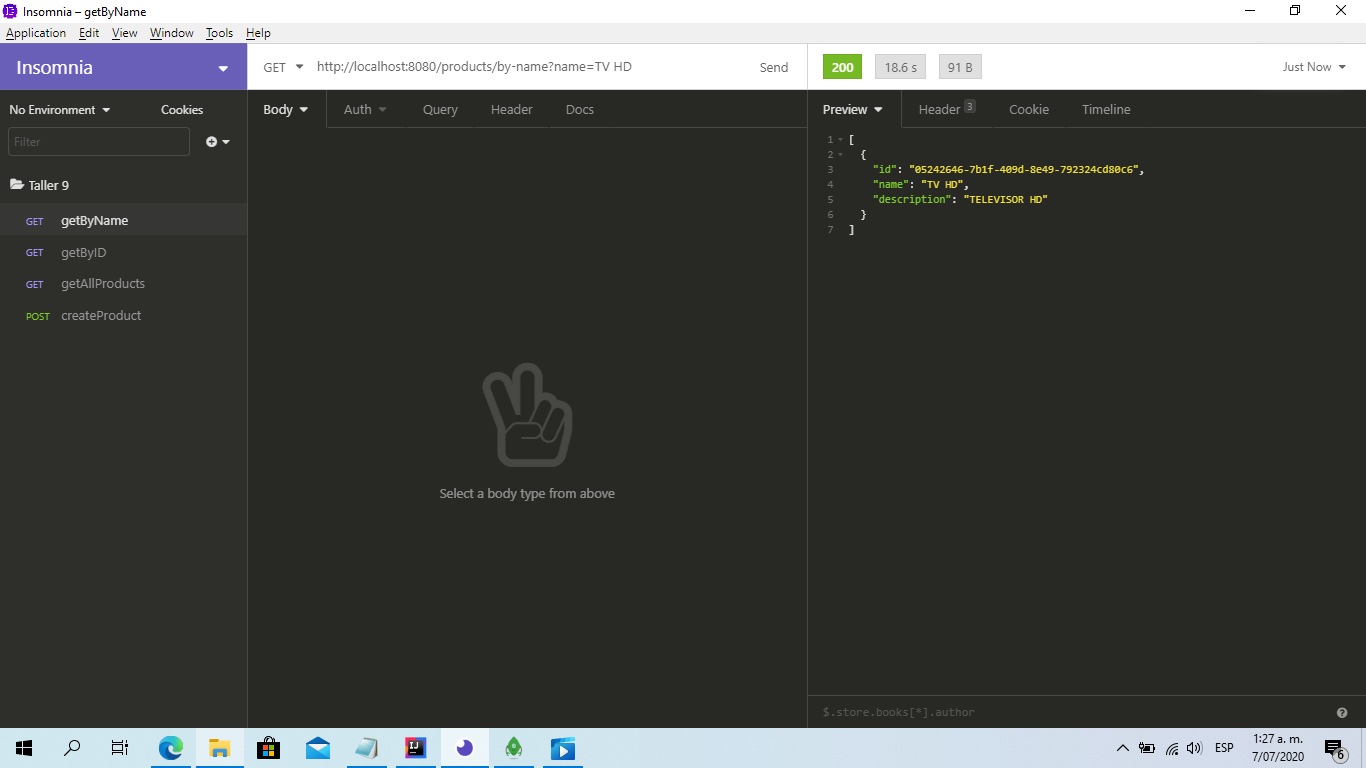 Insomnia – getByName
Application Edit View Window Tools Help
Insomnia
GET http://localhost:8080/products/by-name?name=TV HD Send
200 18.6 s 91 B Just Now
No Environment Cookies
Body Auth Query Header Docs
Preview Header 3 Cookie Timeline
Filter
Taller 9
GET getByName
GET getByID
GET getAllProducts
POST createProduct
Select a body type from above
1 [
2 {
3 "id": "05242646-7b1f-409d-8e49-792324cd80c6",
4 "name": "TV HD",
5 "description": "TELEVISOR HD"
6 }
7 ]
$.store.books[*].author
IJ
ESP
1:27 a. m.
7/07/2020
6